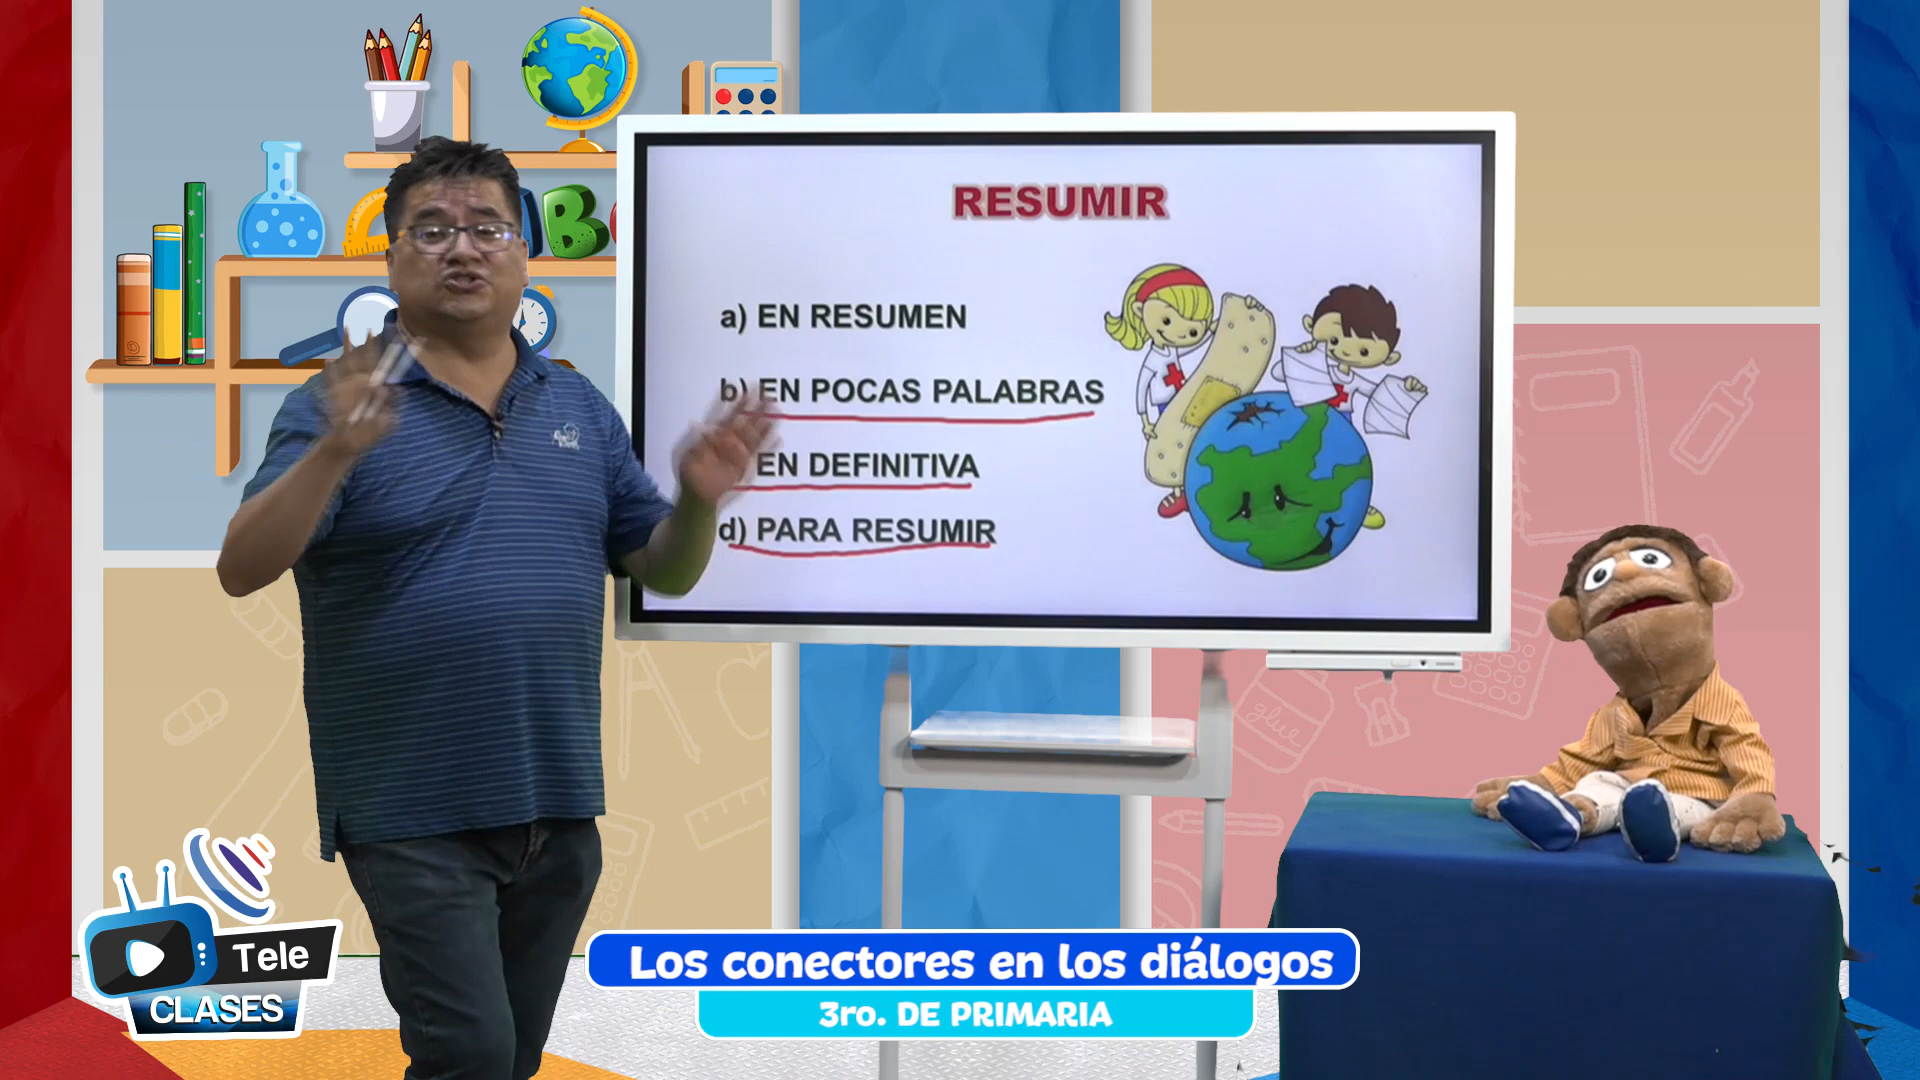 RESUMIR
a) EN RESUMEN
b) EN POCAS PALABRAS
EN DEFINITIVA
d) PARA RESUMIR
glue
Tele
CLASES
Los conectores en los diálogos
3ro. DE PRIMARIA